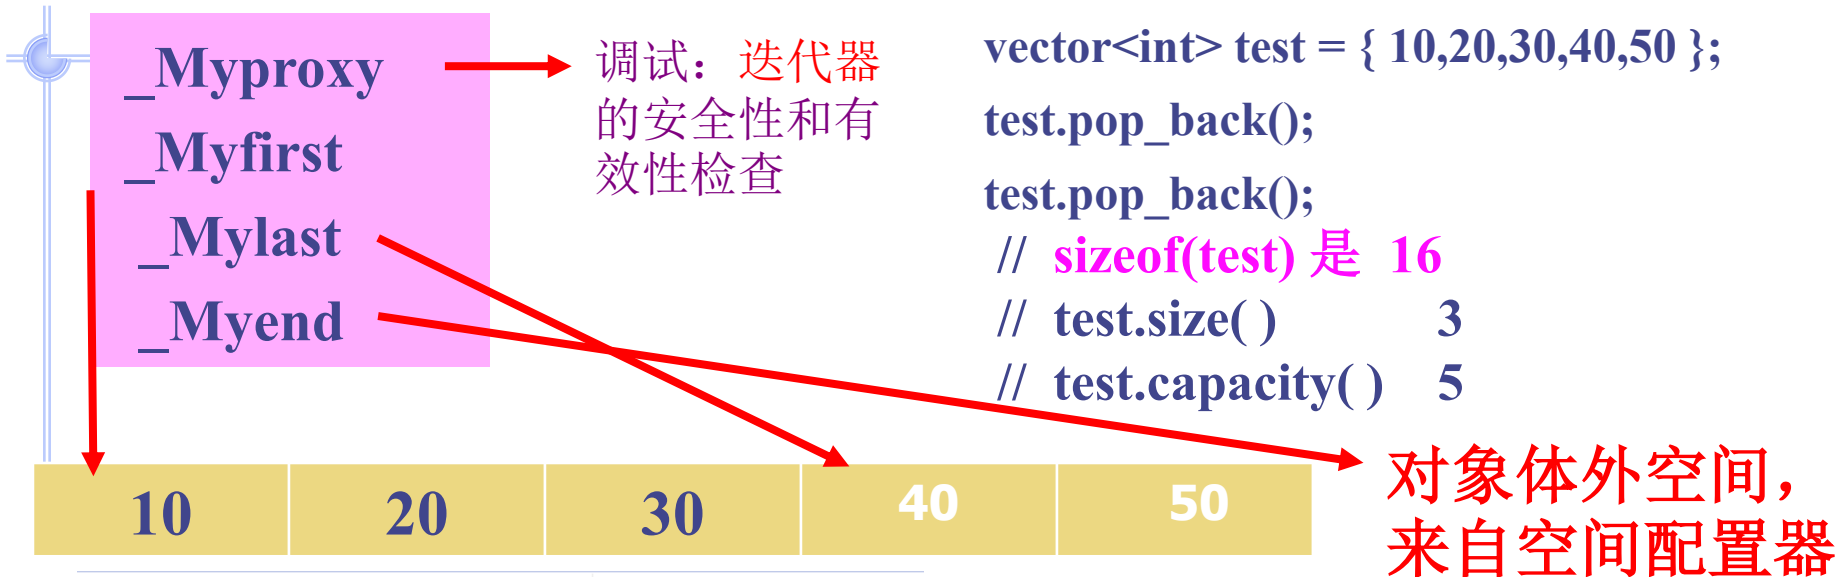 _Myproxy
_Myfirst
_Mylast
_Myend
调试：迭代器
的安全性和有
效性检查
vector<int> test = { 10,20,30,40,50 };
test.pop_back();
test.pop_back();
// sizeof(test) 是 16
// test.size( ) 3
// test.capacity( ) 5
10 20 30 40 50
对象体外空间，
来自空间配置器